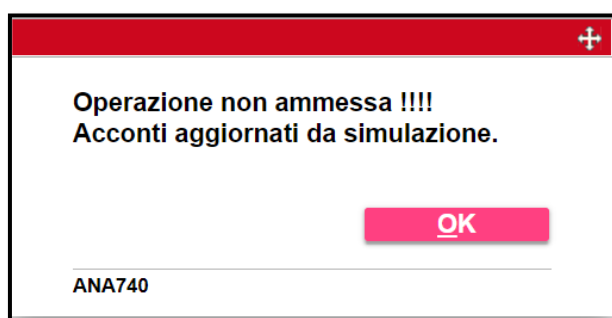 Operazione non ammessa !!!!
Acconti aggiornati da simulazione.
OK
ANA740